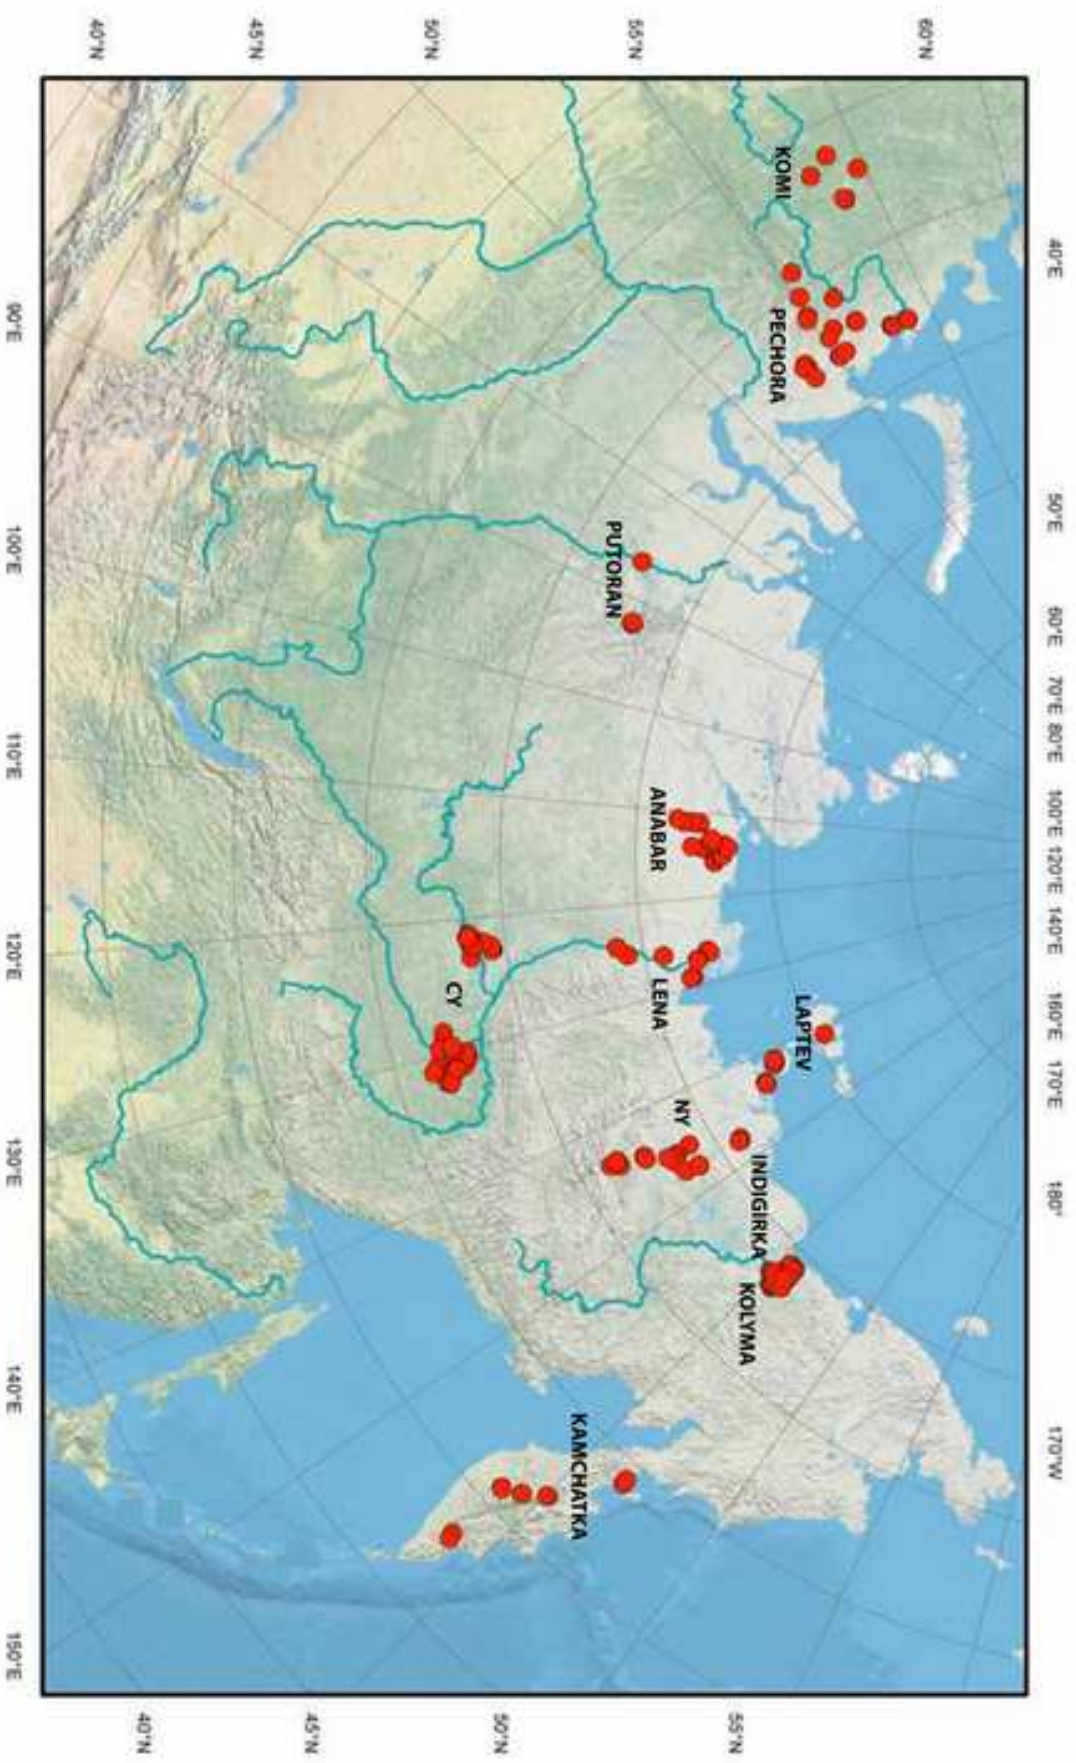 40°E 50°E 60°E 70°E 80°E 100°E 120°E 140°E 160°E 170°E 180° 170°W
60°N
55°N
50°N
45°N
40°N
KOMI
PECHORA
PUTORAN
ANABAR
LENA
LAPTEV
CY
NY
INDIGIRKA
KOLYMA
KAMCHATKA
55°N
50°N
45°N
40°N
90°E 100°E 110°E 120°E 130°E 140°E 150°E